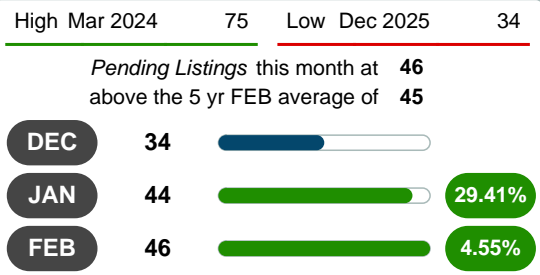 High Mar 2024 75 Low Dec 2025 34
Pending Listings this month at 46
above the 5 yr FEB average of 45
DEC 34
JAN 44 29.41%
FEB 46 4.55%